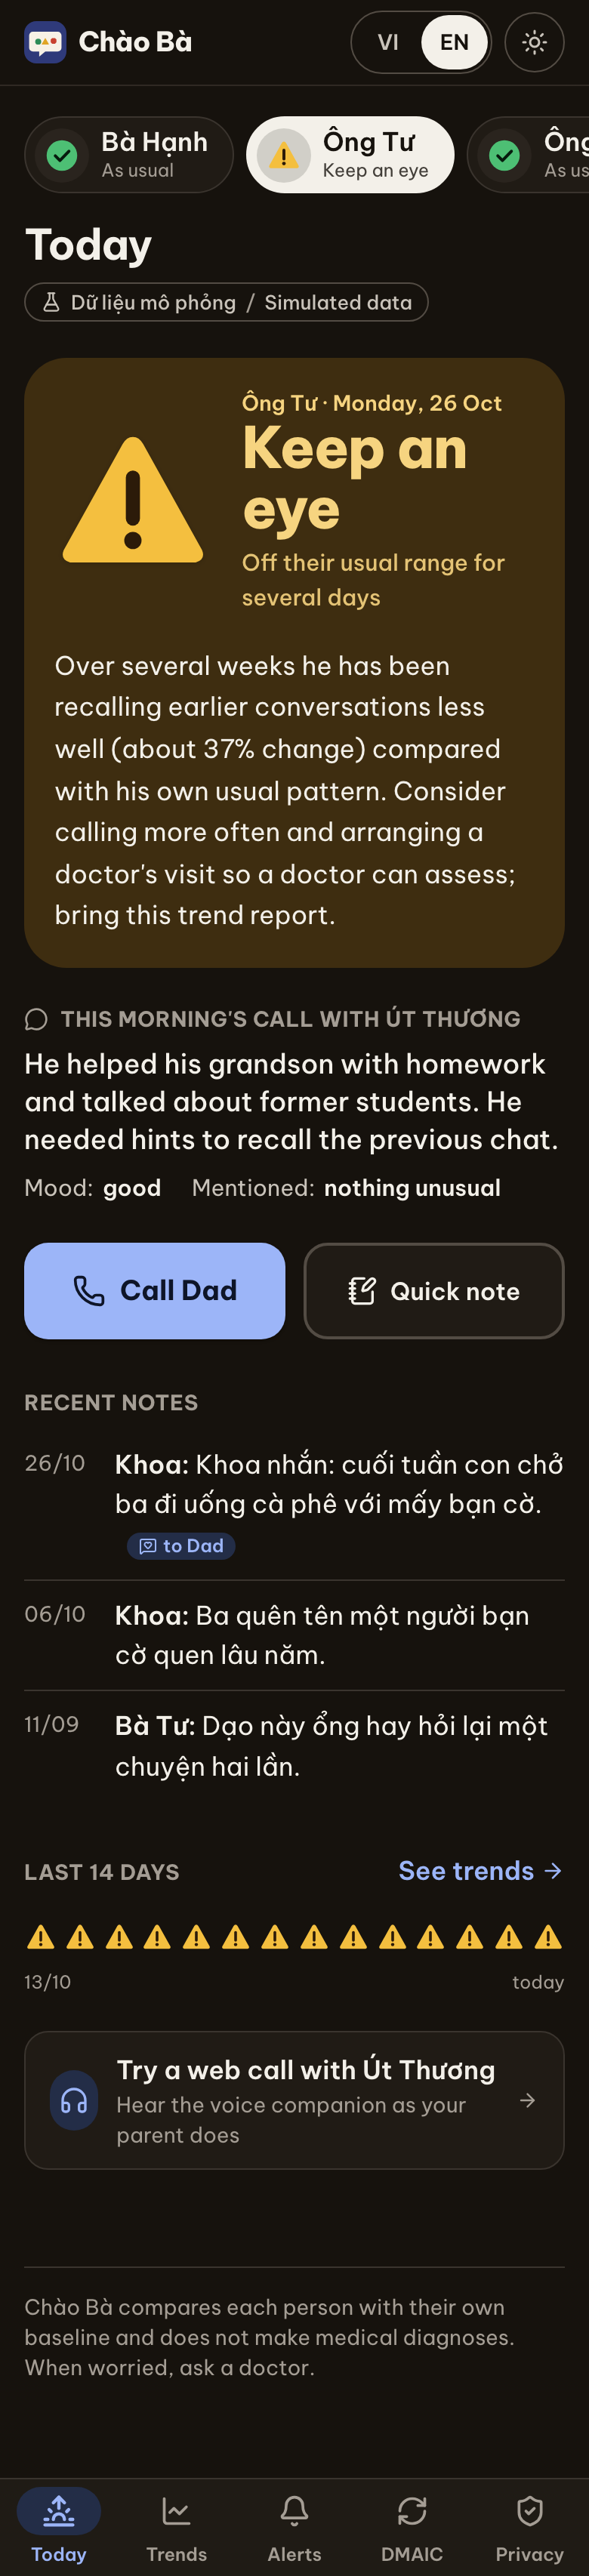 Chào Bà
VI
EN
Bà Hạnh
As usual
Ông Tư
Keep an eye
Today
Dữ liệu mô phỏng / Simulated data
Ông Tư · Monday, 26 Oct
Keep an
eye
Off their usual range for
several days
Over several weeks he has been
recalling earlier conversations less
well (about 37% change) compared
with his own usual pattern. Consider
calling more often and arranging a
doctor's visit so a doctor can assess;
bring this trend report.
THIS MORNING'S CALL WITH ÚT THƯƠNG
He helped his grandson with homework
and talked about former students. He
needed hints to recall the previous chat.
Mood: good Mentioned: nothing unusual
Call Dad
Quick note
RECENT NOTES
26/10 Khoa: Khoa nhắn: cuối tuần con chở
ba đi uống cà phê với mấy bạn cờ.
to Dad
06/10 Khoa: Ba quên tên một người bạn
cờ quen lâu năm.
11/09 Bà Tư: Dạo này ổng hay hỏi lại một
chuyện hai lần.
LAST 14 DAYS
See trends
13/10
today
Try a web call with Út Thương
Hear the voice companion as your
parent does
Chào Bà compares each person with their own
baseline and does not make medical diagnoses.
When worried, ask a doctor.
Today
Trends
Alerts
DMAIC
Privacy